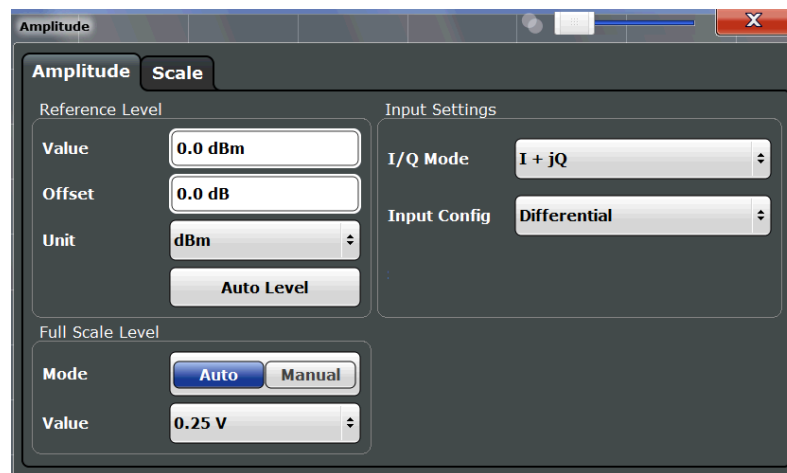 Amplitude
Amplitude Scale
Reference Level
Value 0.0 dBm
Offset 0.0 dB
Unit dBm
Auto Level
Input Settings
I/Q Mode I + jQ
Input Config Differential
Full Scale Level
Mode Auto Manual
Value 0.25 V